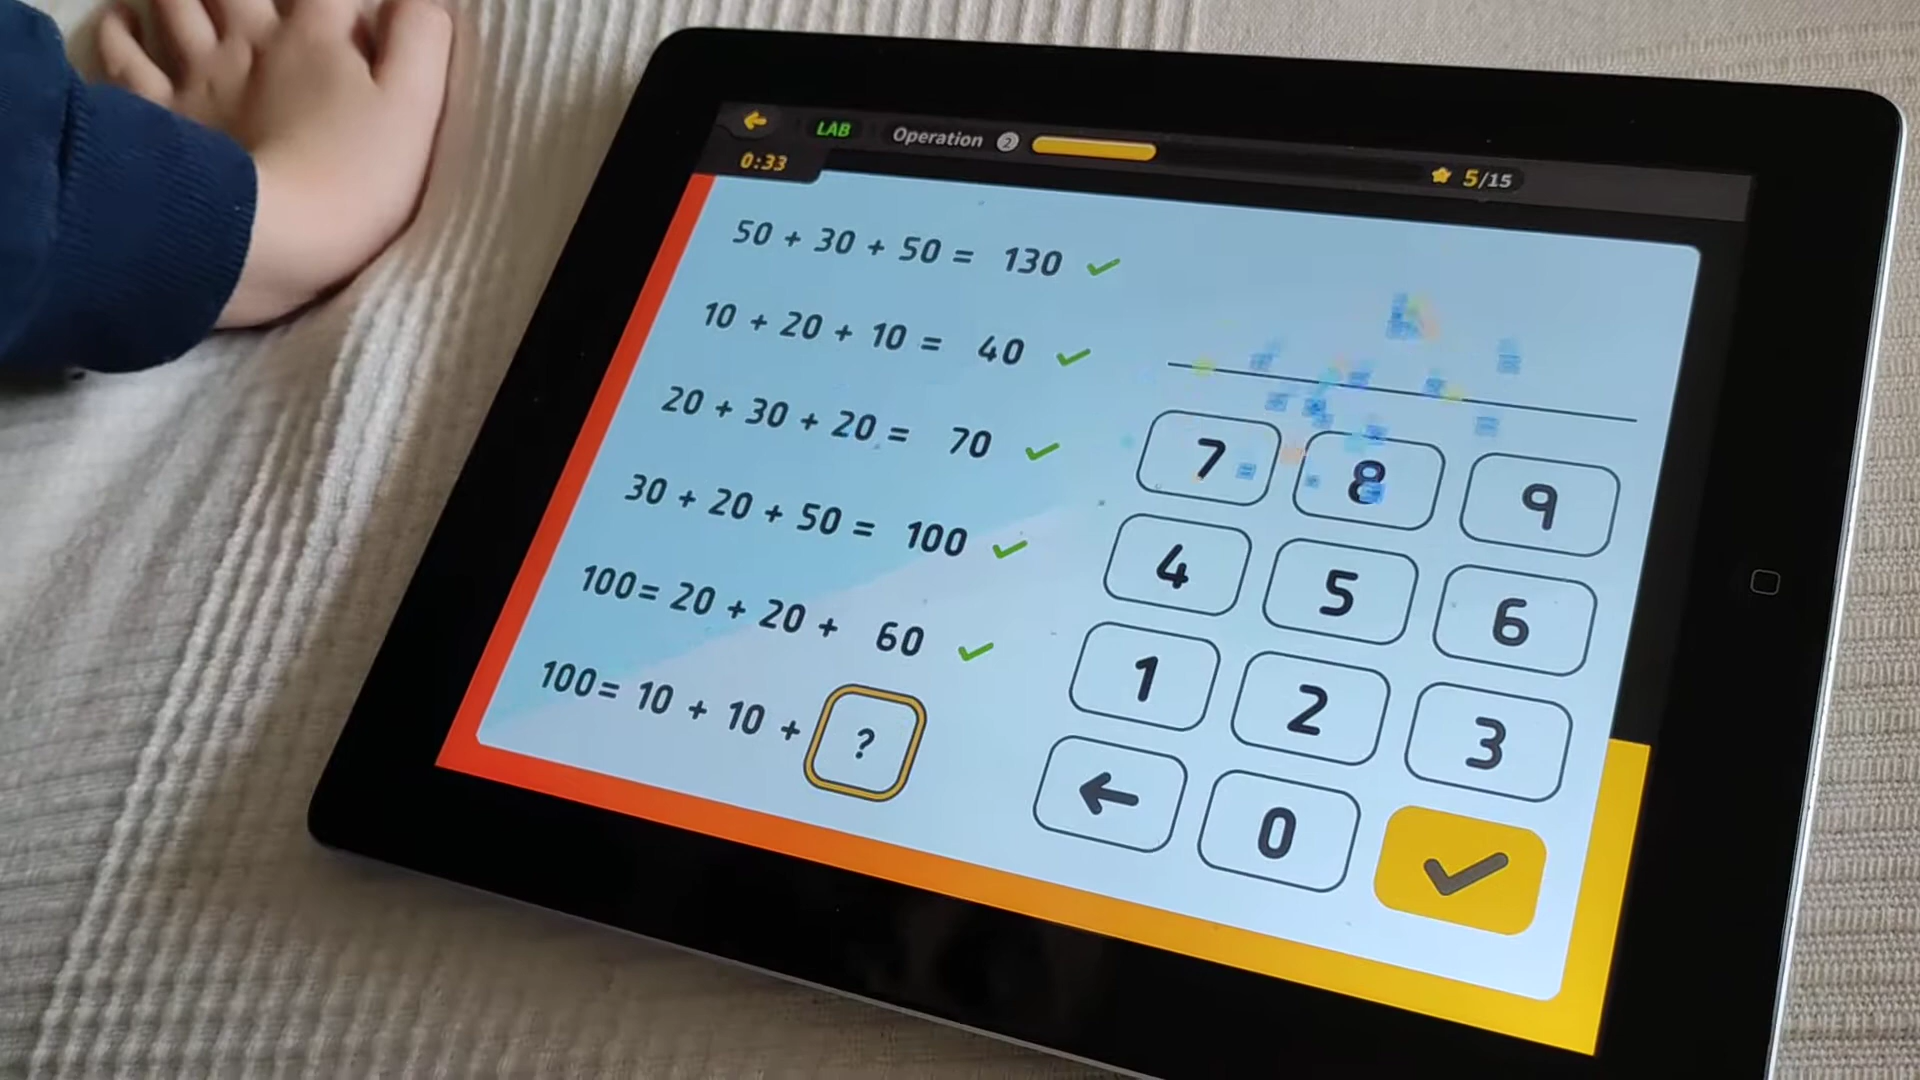 LAB Operation 2
0:33
5/15
50 + 30 + 50 = 130 ✓
10 + 20 + 10 = 40 ✓
20 + 30 + 20 = 70 ✓
30 + 20 + 50 = 100 ✓
100= 20 + 20 + 60 ✓
100= 10 + 10 + ?
7 8 9
4 5 6
1 2 3
← 0 ✓